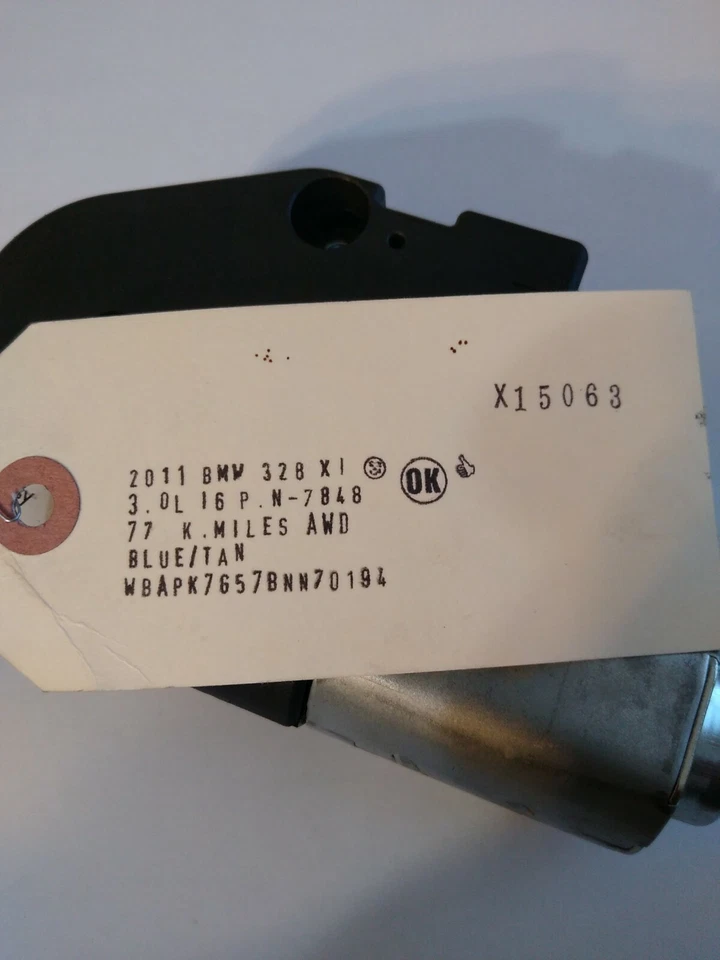 X15063
2011 BMW 328 XI OK
3.0L I6 P.N-7848
77 K.MILES AWD
BLUE/TAN
WBAPK7657BNN70194